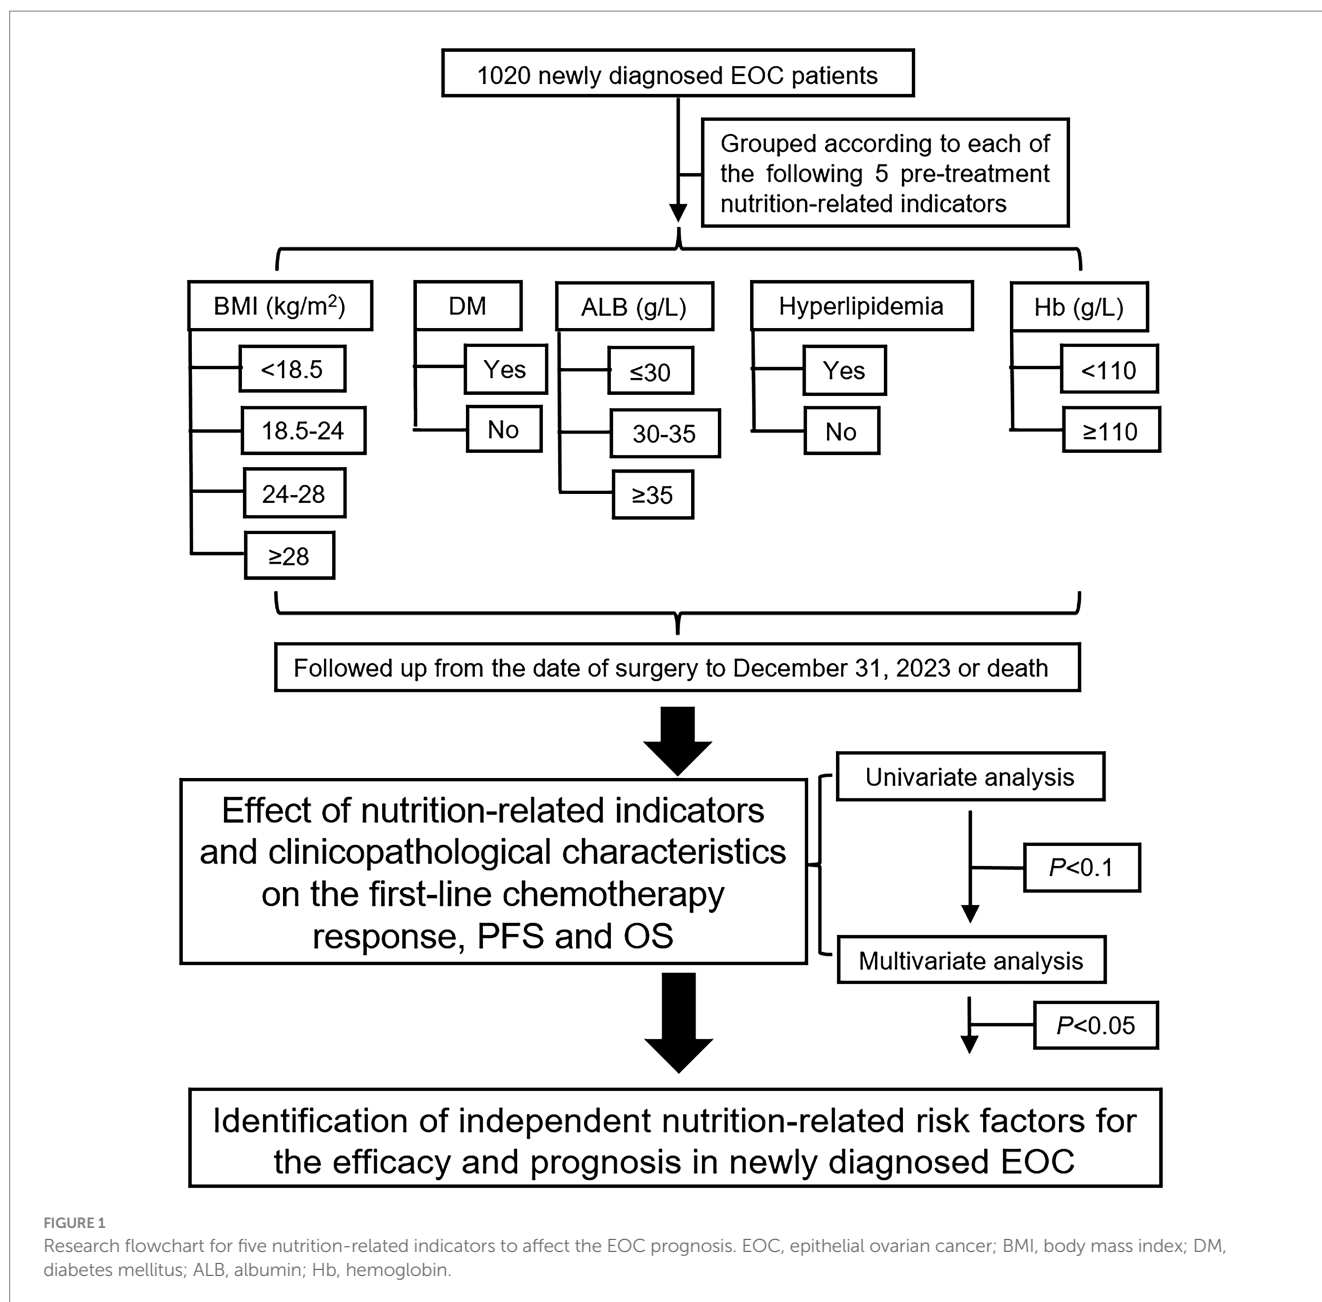 1020 newly diagnosed EOC patients
Grouped according to each of
the following 5 pre-treatment
nutrition-related indicators
BMI (kg/m²)
<18.5
18.5-24
24-28
≥28
DM
Yes
No
ALB (g/L)
≤30
30-35
≥35
Hyperlipidemia
Yes
No
Hb (g/L)
<110
≥110
Followed up from the date of surgery to December 31, 2023 or death
Effect of nutrition-related indicators
and clinicopathological characteristics
on the first-line chemotherapy
response, PFS and OS
Univariate analysis
P<0.1
Multivariate analysis
P<0.05
Identification of independent nutrition-related risk factors for
the efficacy and prognosis in newly diagnosed EOC
FIGURE 1
Research flowchart for five nutrition-related indicators to affect the EOC prognosis. EOC, epithelial ovarian cancer; BMI, body mass index; DM,
diabetes mellitus; ALB, albumin; Hb, hemoglobin.